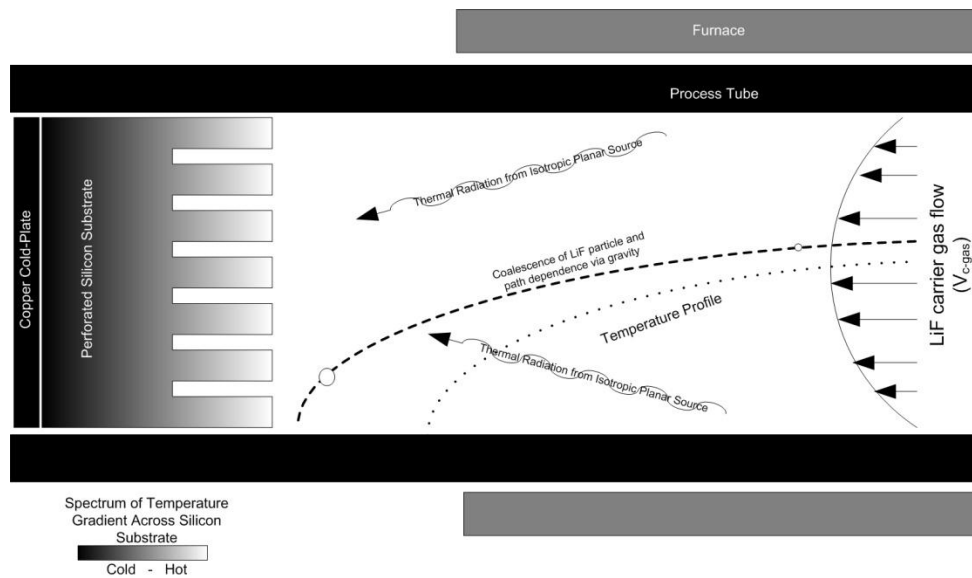 Furnace
Process Tube
Copper Cold-Plate
Perforated Silicon Substrate
Thermal Radiation from Isotropic Planar Source
Coalescence of LiF particle and
path dependence via gravity
Temperature Profile
Thermal Radiation from Isotropic Planar Source
LiF carrier gas flow
(Vc-gas)
Spectrum of Temperature
Gradient Across Silicon
Substrate
Cold - Hot